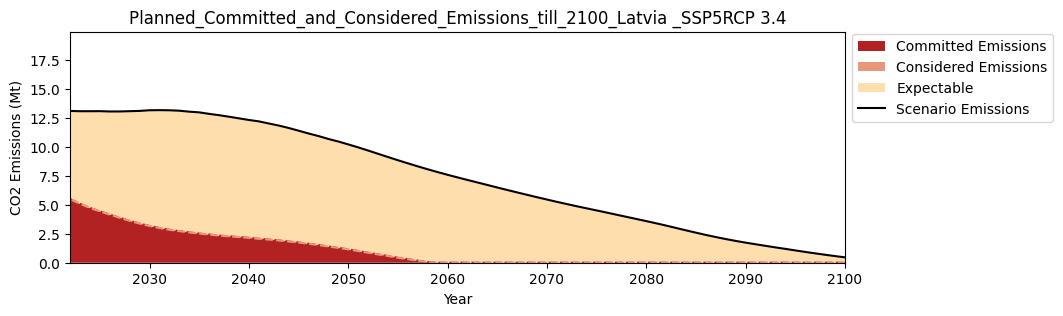 Planned_Committed_and_Considered_Emissions_till_2100_Latvia _SSP5RCP 3.4
CO2 Emissions (Mt)
17.5
15.0
12.5
10.0
7.5
5.0
2.5
0.0
2030 2040 2050 2060 2070 2080 2090 2100
Year
Committed Emissions
Considered Emissions
Expectable
Scenario Emissions